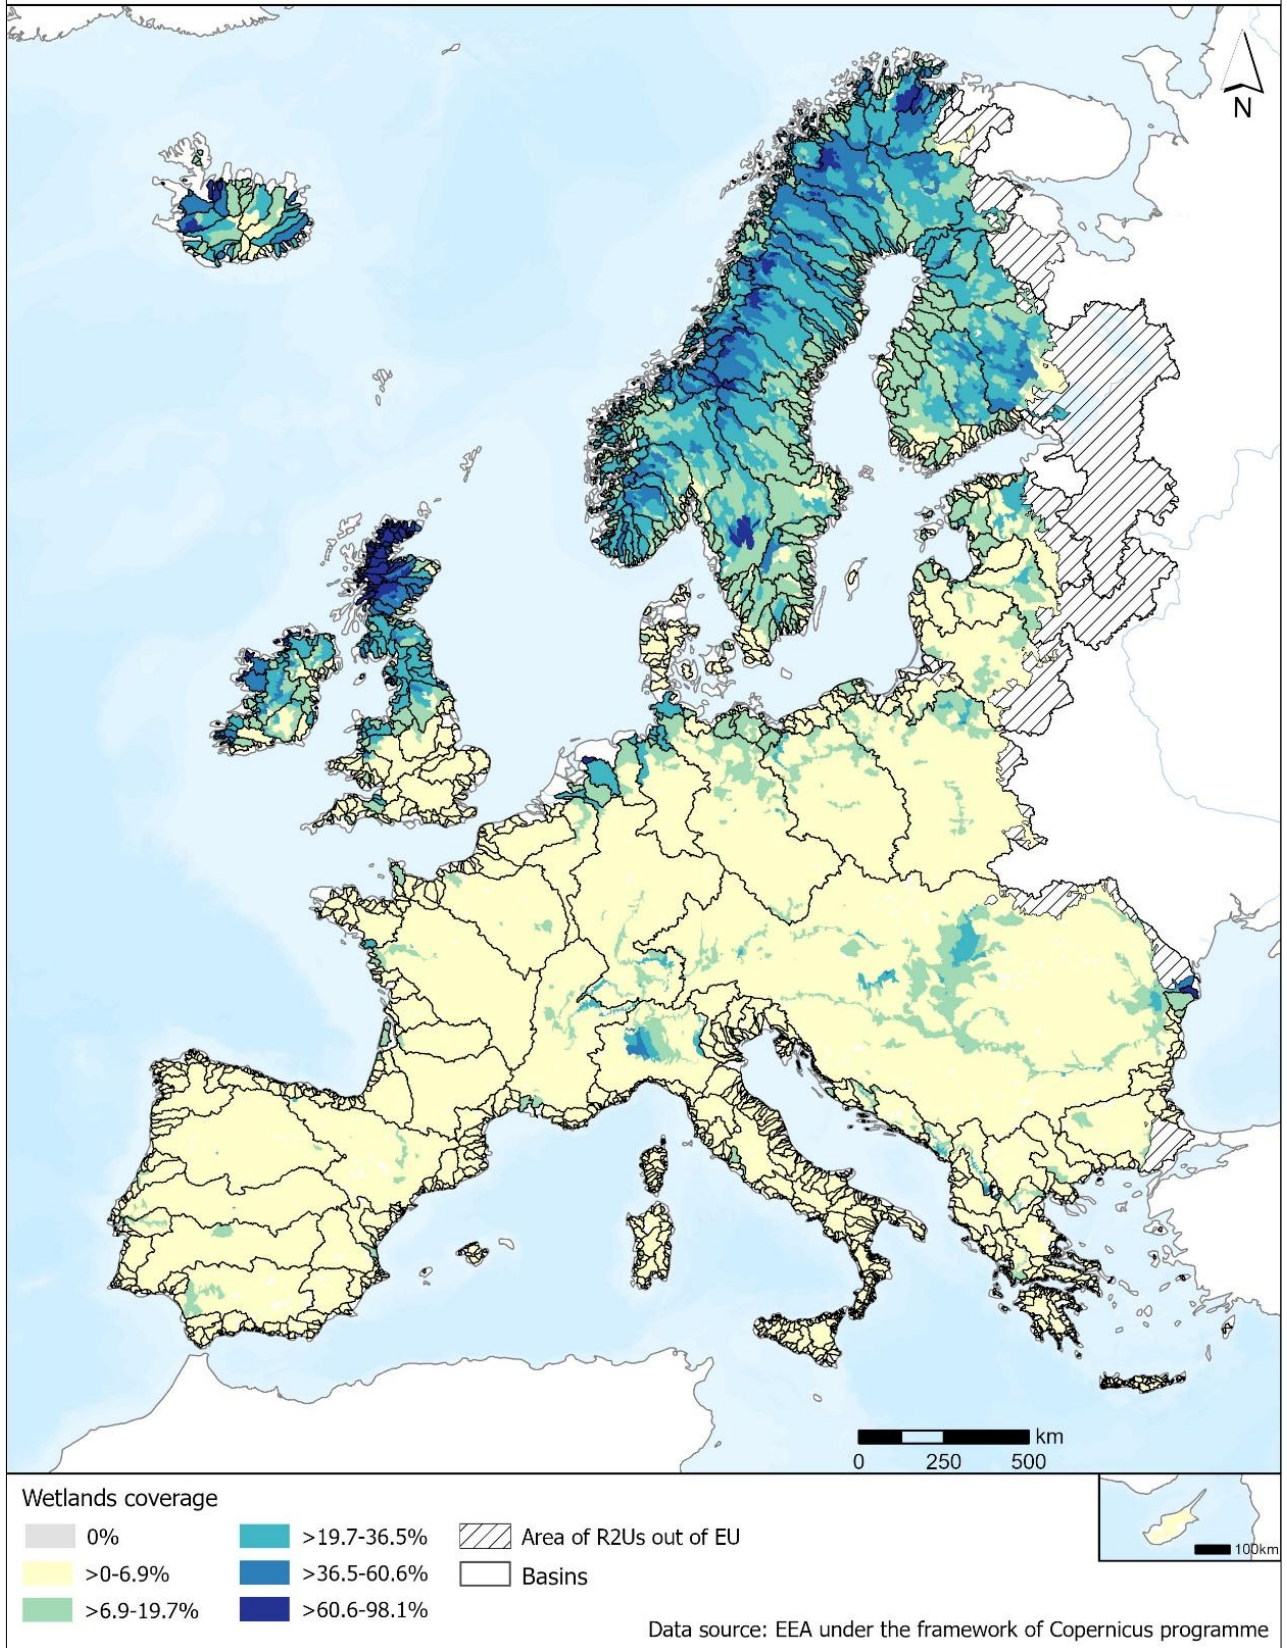 N
km
0 250 500
Wetlands coverage
0%
>0-6.9%
>6.9-19.7%
>19.7-36.5%
>36.5-60.6%
>60.6-98.1%
Area of R2Us out of EU
Basins
100km
Data source: EEA under the framework of Copernicus programme